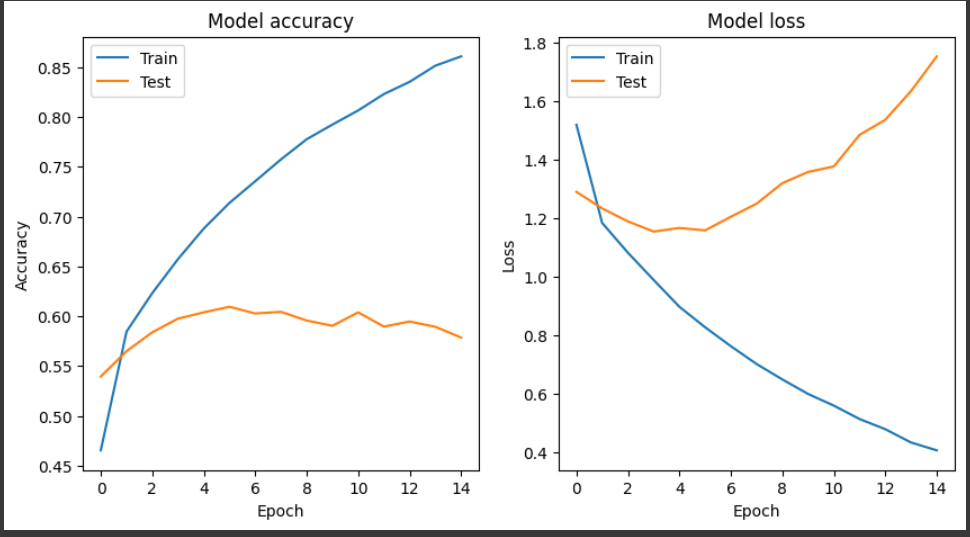 Model accuracy
Train
Test
0.85
0.80
0.75
0.70
0.65
0.60
0.55
0.50
0.45
Accuracy
0 2 4 6 8 10 12 14
Epoch
Model loss
Train
Test
1.8
1.6
1.4
1.2
1.0
0.8
0.6
0.4
Loss
0 2 4 6 8 10 12 14
Epoch